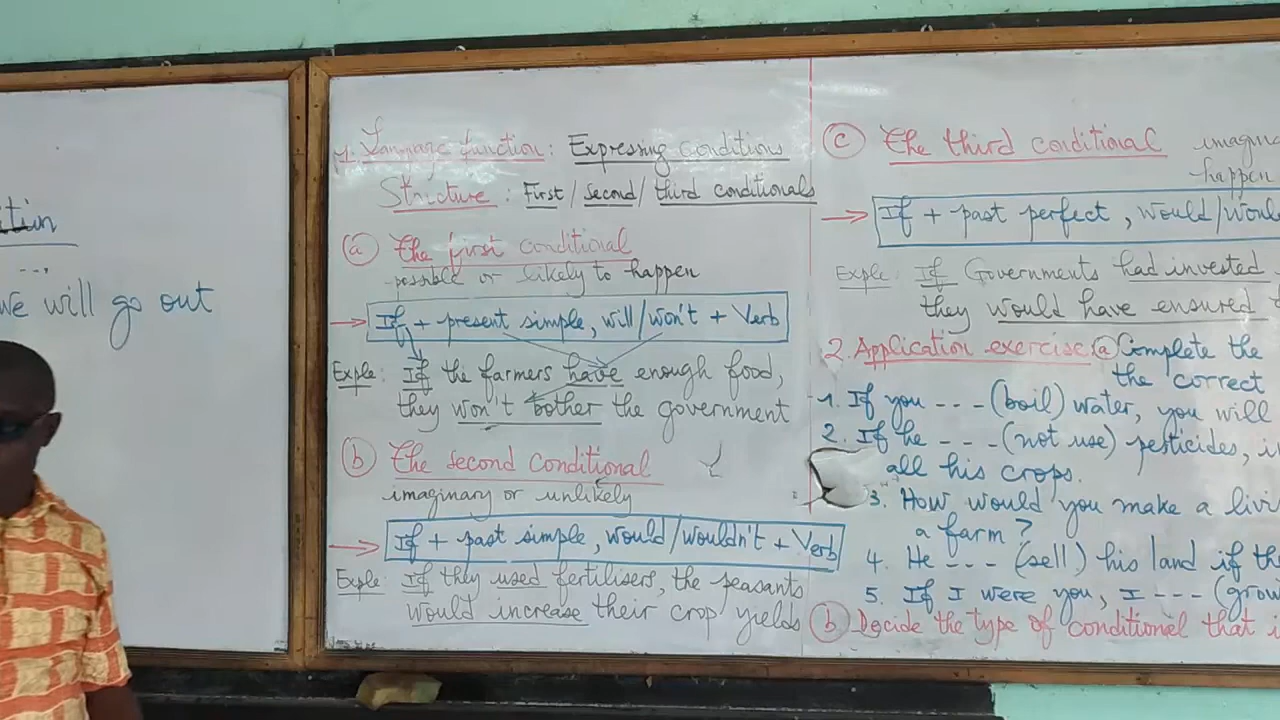 we will go out
1. Language function: Expressing Conditions
Structure: First / Second / third conditionals
(a) The first conditional
possible or likely to happen
If + present simple, will/won't + Verb
Exple: If the farmers have enough food,
they won't bother the government
(b) The second conditional
imaginary or unlikely
If + past simple, would/wouldn't + Verb
Exple: If they used fertilisers, the peasants
would increase their crop yields
(c) The third conditional
happen
If + past perfect, would/
Exple: If Governments had invested
they would have ensured
2. Application exercise: (a) Complete the
the correct
1. If you --- (boil) water, you will
2. If he --- (not use) pesticides,
all his crops.
3. How would you make a
a farm?
4. He --- (sell) his land if
5. If I were you, I ---
(b) Decide the type of conditional that